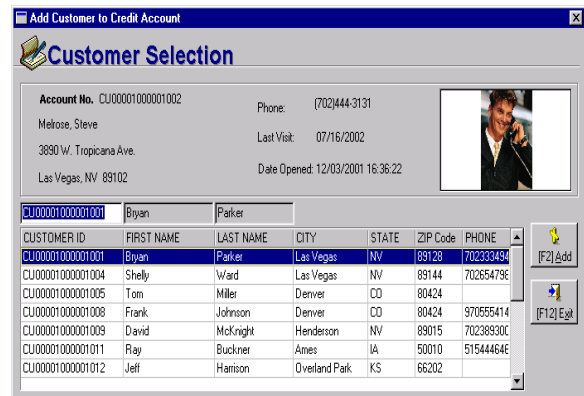 Add Customer to Credit Account
Customer Selection
Account No. CU00001000001002
Melrose, Steve
3890 W. Tropicana Ave.
Las Vegas, NV 89102
Phone: (702)444-3131
Last Visit: 07/16/2002
Date Opened: 12/03/2001 16:36:22
CU00001000001001 Bryan Parker
CUSTOMER ID FIRST NAME LAST NAME CITY STATE ZIP Code PHONE
CU00001000001001 Bryan Parker Las Vegas NV 89128 702333494
CU00001000001004 Shelly Ward Las Vegas NV 89144 702654798
CU00001000001005 Tom Miller Denver CO 80424
CU00001000001008 Frank Johnson Denver CO 80424 970555414
CU00001000001009 David McKnight Henderson NV 89015 702389300
CU00001000001011 Ray Buckner Ames IA 50010 515444646
CU00001000001012 Jeff Harrison Overland Park KS 66202
[F2] Add
[F12] Exit